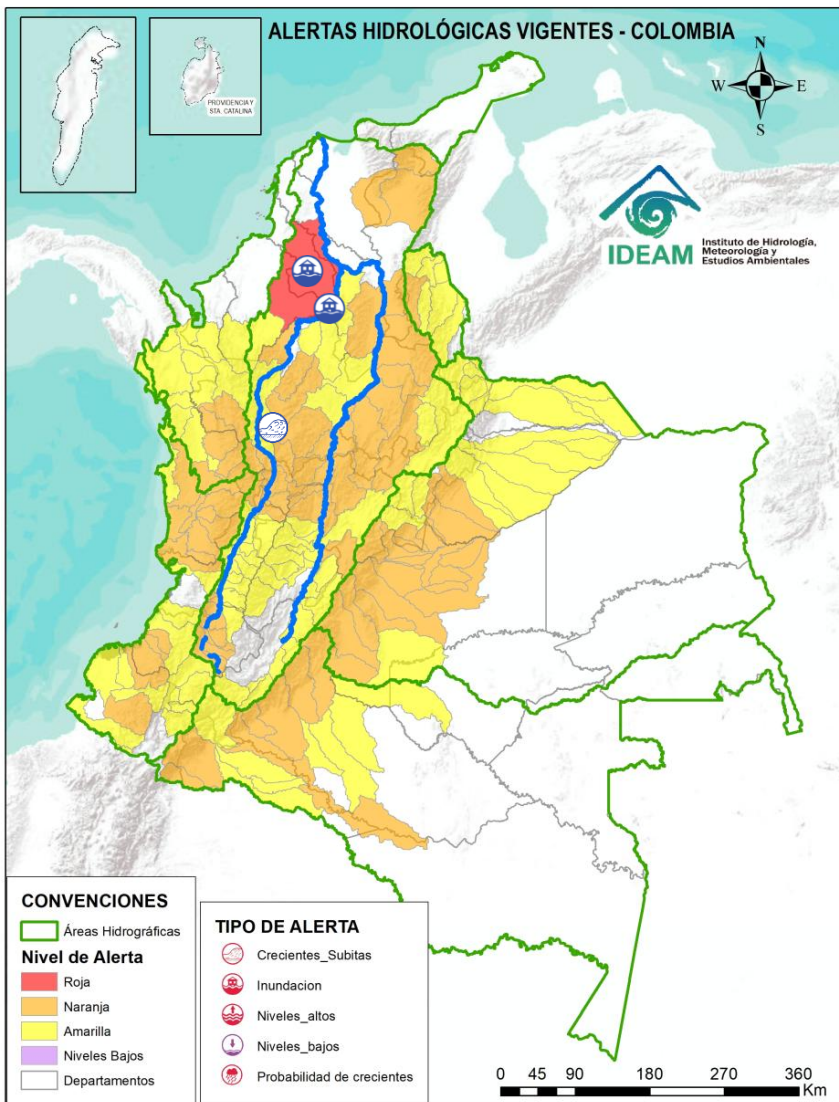 ALERTAS HIDROLÓGICAS VIGENTES - COLOMBIA
PROVIDENCIA Y
STA. CATALINA
N
W E
S
IDEAM
Instituto de Hidrología,
Meteorología y
Estudios Ambientales
CONVENCIONES
Áreas Hidrográficas
Nivel de Alerta
Roja
Naranja
Amarilla
Niveles Bajos
Departamentos
TIPO DE ALERTA
Crecientes_Subitas
Inundacion
Niveles_altos
Niveles_bajos
Probabilidad de crecientes
0 45 90 180 270 360
Km